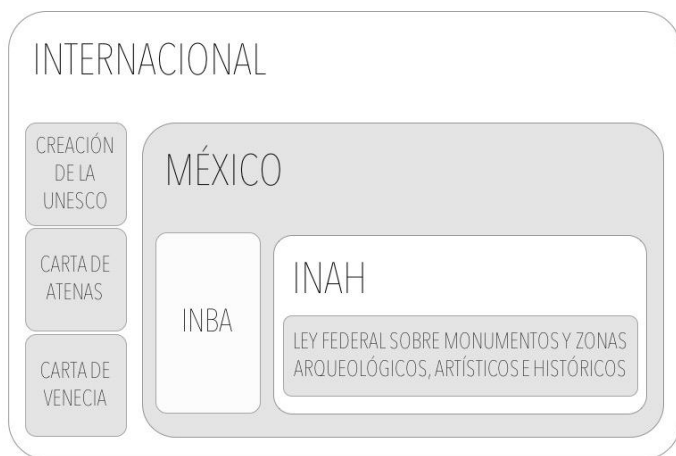 INTERNACIONAL
CREACIÓN
DE LA
UNESCO
CARTA DE
ATENAS
CARTA DE
VENECIA
MÉXICO
INBA
INAH
LEY FEDERAL SOBRE MONUMENTOS Y ZONAS
ARQUEOLÓGICOS, ARTÍSTICOS E HISTÓRICOS